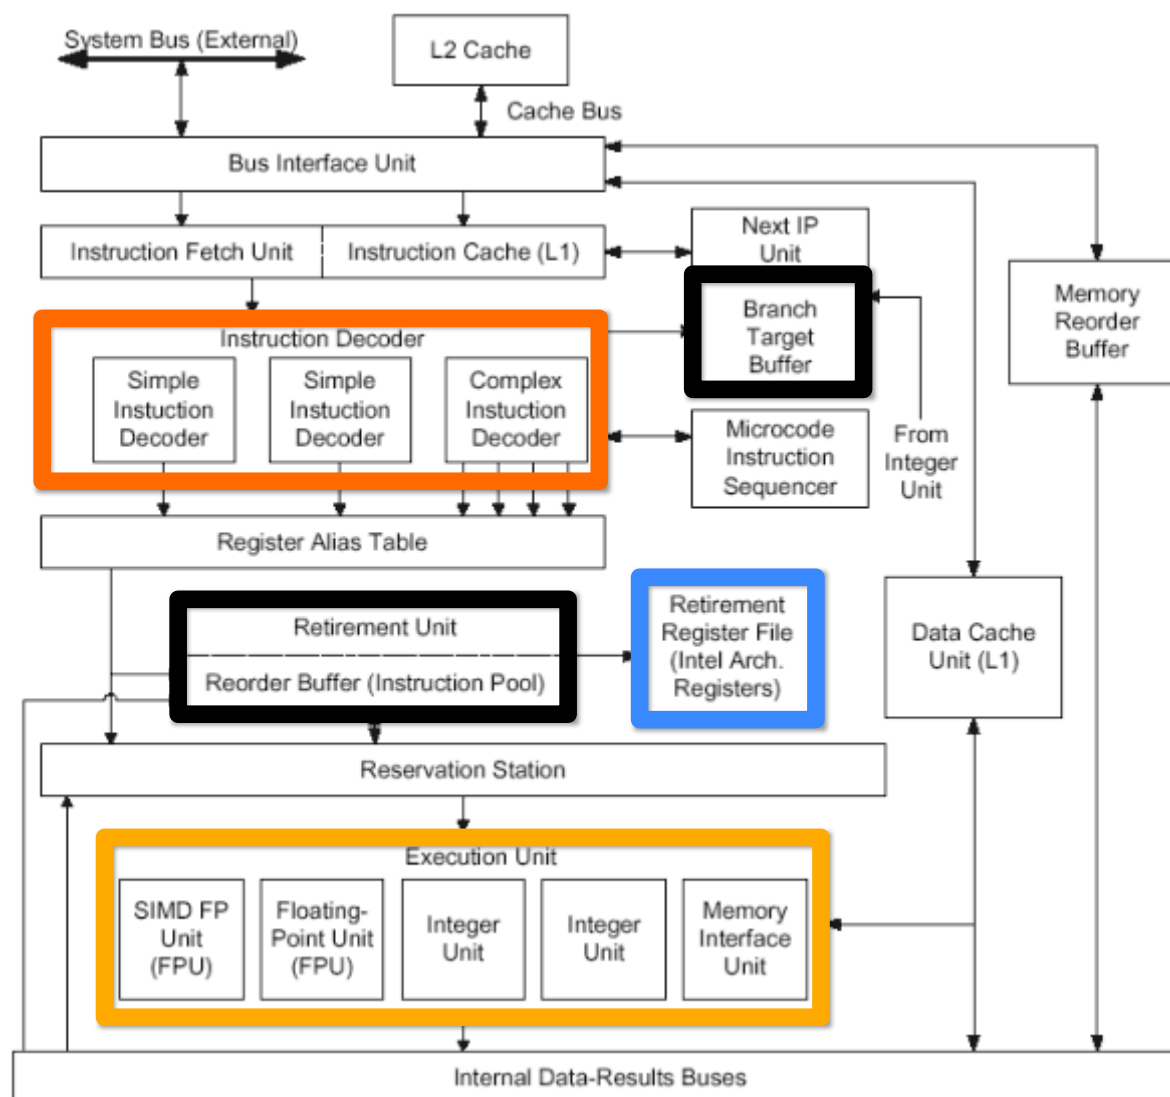 System Bus (External)
L2 Cache
Cache Bus
Bus Interface Unit
Instruction Fetch Unit
Instruction Cache (L1)
Next IP
Unit
Branch
Target
Buffer
Memory
Reorder
Buffer
Instruction Decoder
Simple
Instuction
Decoder
Simple
Instuction
Decoder
Complex
Instuction
Decoder
Microcode
Instruction
Sequencer
From
Integer
Unit
Register Alias Table
Retirement Unit
Reorder Buffer (Instruction Pool)
Retirement
Register File
(Intel Arch.
Registers)
Data Cache
Unit (L1)
Reservation Station
Execution Unit
SIMD FP
Unit
(FPU)
Floating-
Point Unit
(FPU)
Integer
Unit
Integer
Unit
Memory
Interface
Unit
Internal Data-Results Buses